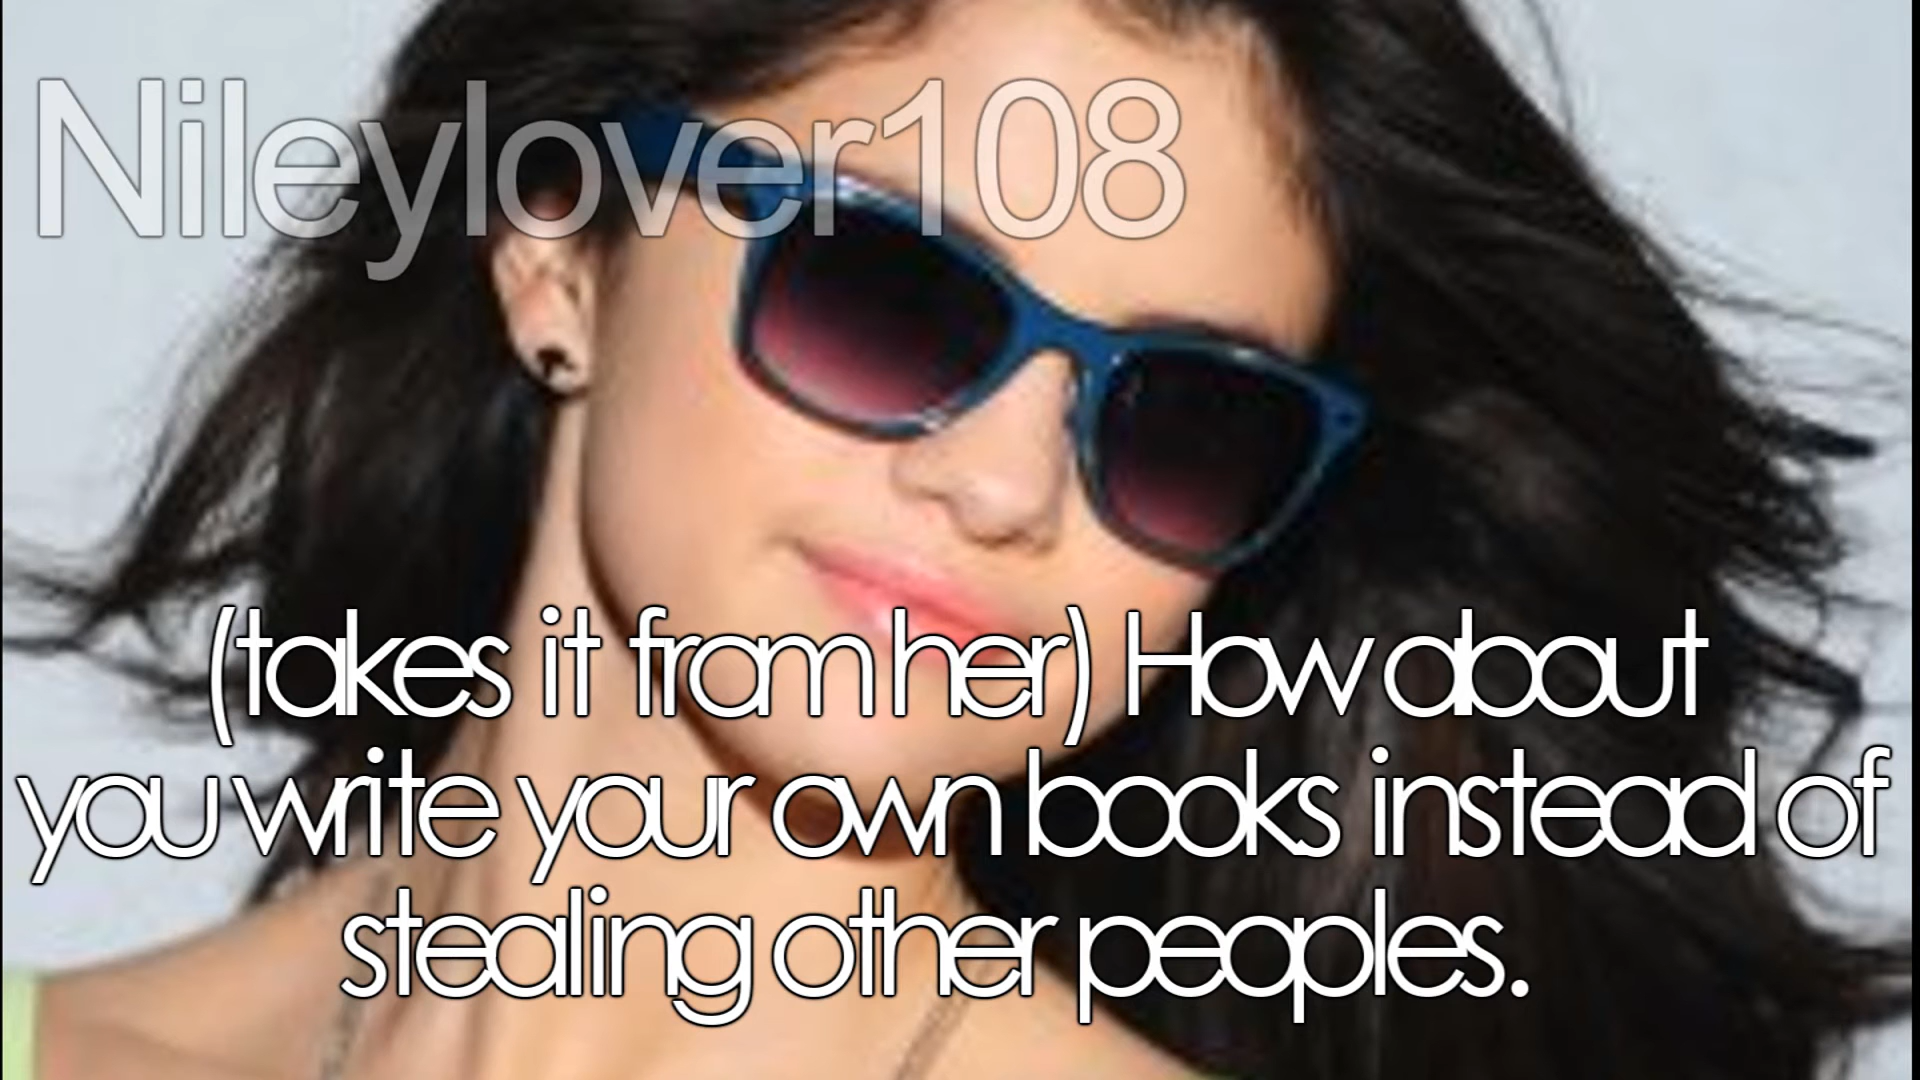 Nileylover108
(takes it from her) How about
you write your own books instead of
stealing other peoples.